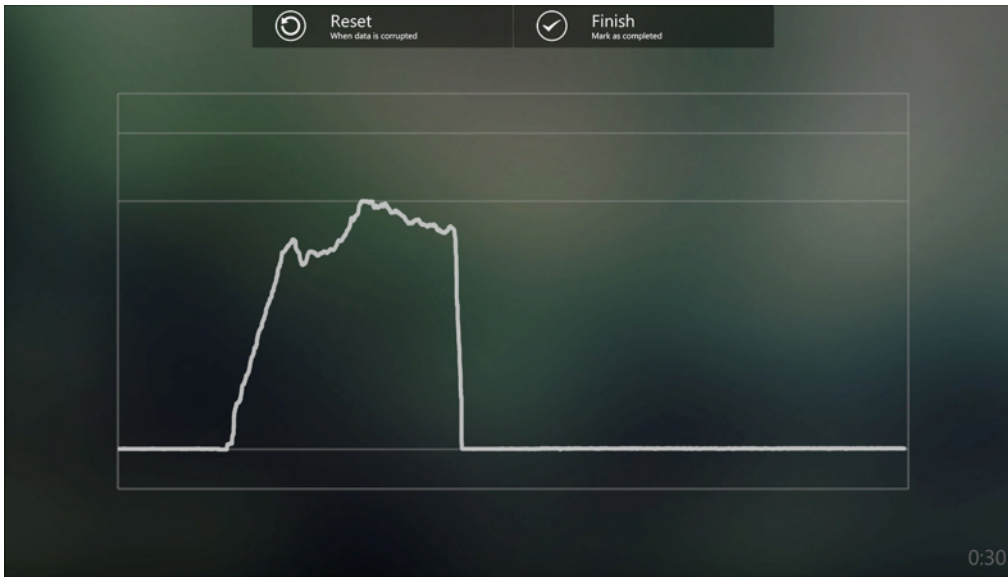 Reset
When data is corrupted
Finish
Mark as completed
0:30